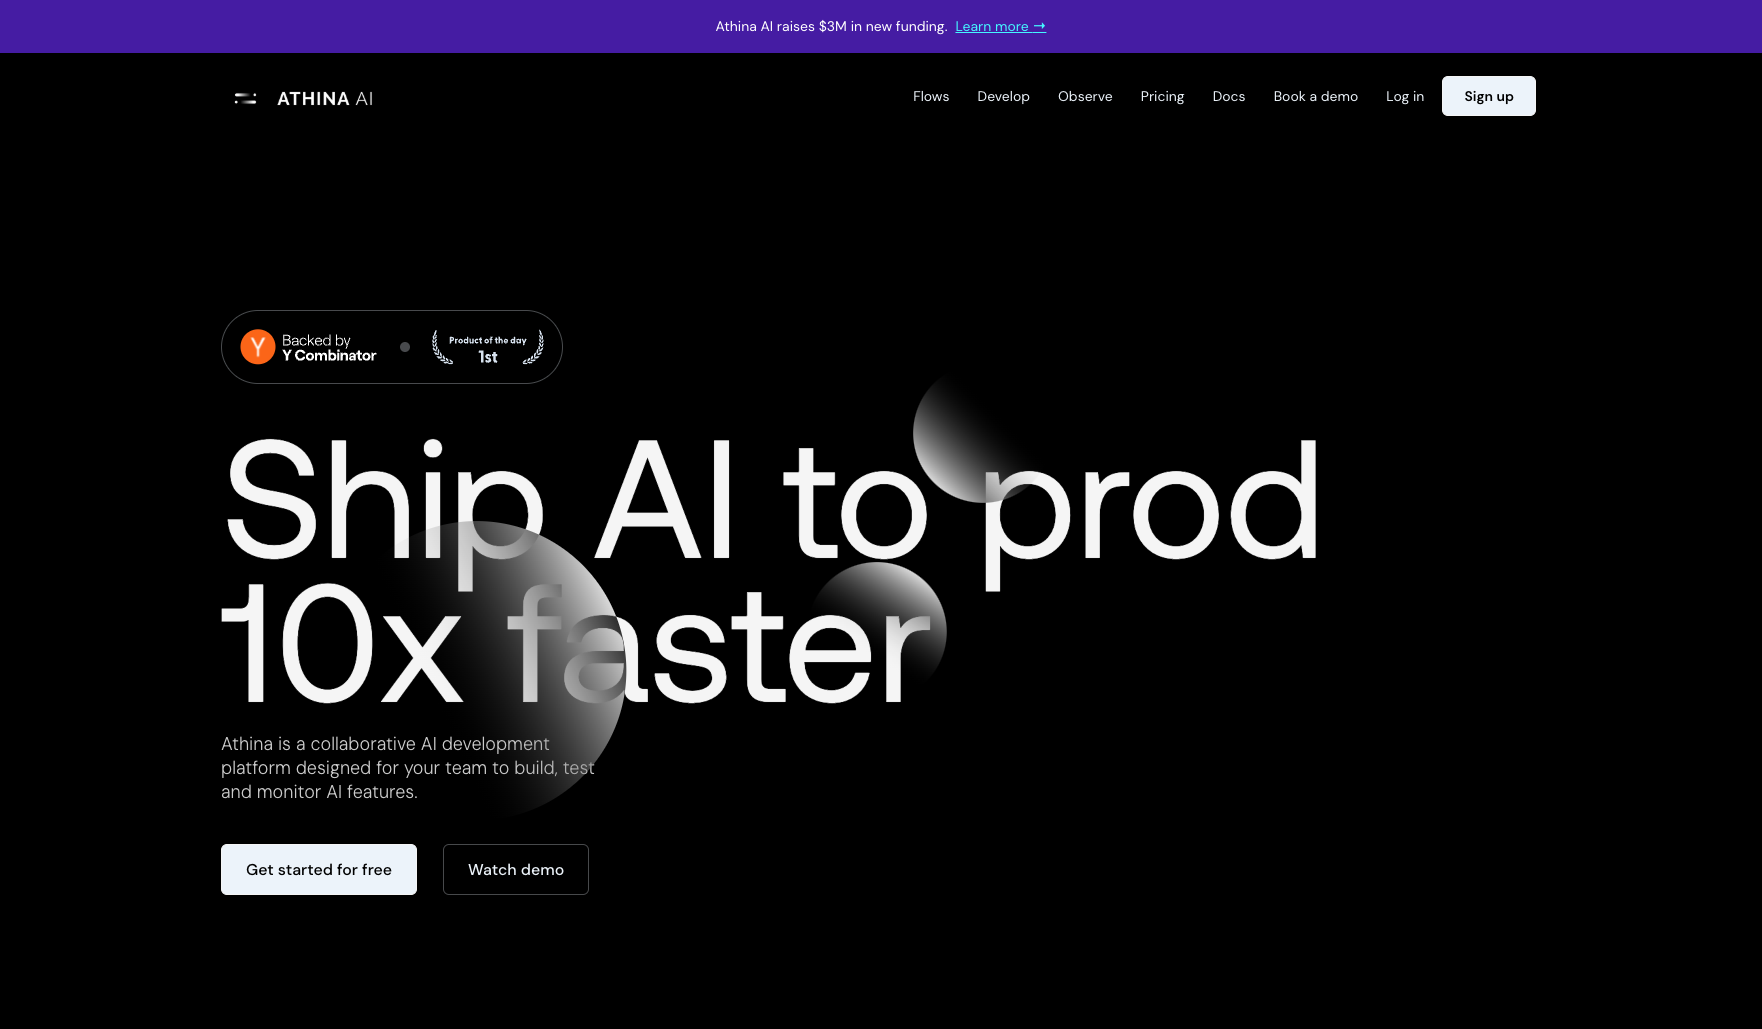 Athina AI raises $3M in new funding. Learn more →
ATHINA AI
Flows Develop Observe Pricing Docs Book a demo Log in Sign up
Backed by
Y Combinator
Y
Product of the day
1st
Ship AI to prod
10x faster
Athina is a collaborative AI development
platform designed for your team to build, test
and monitor AI features.
Get started for free Watch demo